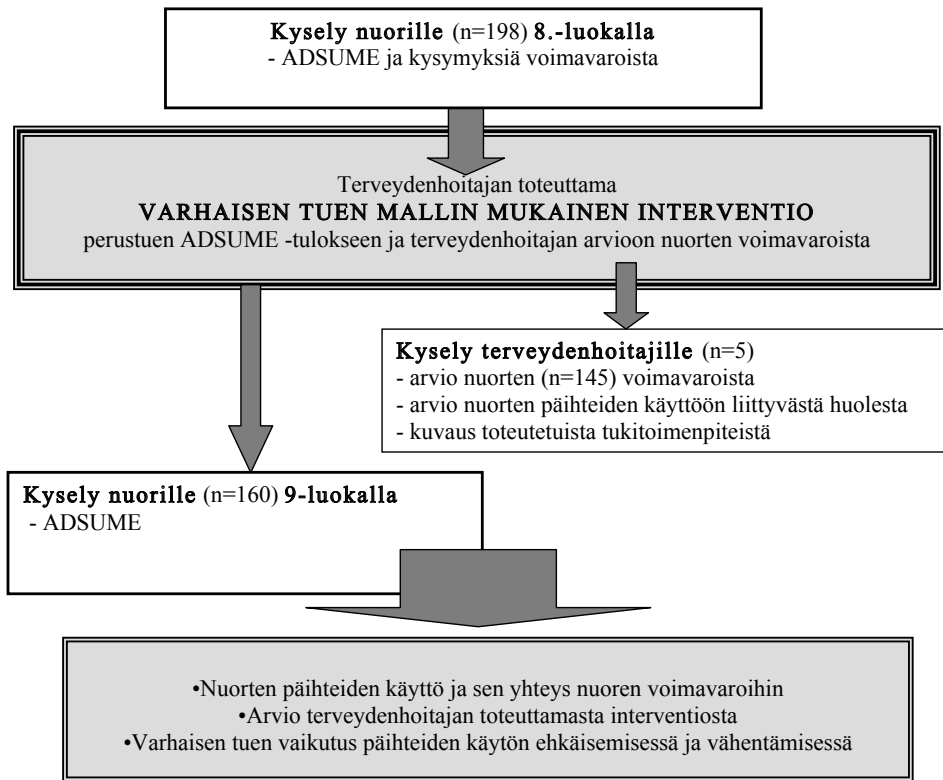 Kysely nuorille (n=198) 8.-luokalla
- ADSUME ja kysymyksiä voimavaroista
Terveydenhoitajan toteuttama
VARHAISEN TUEN MALLIN MUKAINEN INTERVENTIO
perustuen ADSUME -tulokseen ja terveydenhoitajan arvioon nuorten voimavaroista
Kysely terveydenhoitajille (n=5)
- arvio nuorten (n=145) voimavaroista
- arvio nuorten päihteiden käyttöön liittyvästä huolesta
- kuvaus toteutetuista tukitoimenpiteistä
Kysely nuorille (n=160) 9-luokalla
- ADSUME
•Nuorten päihteiden käyttö ja sen yhteys nuoren voimavaroihin
•Arvio terveydenhoitajan toteuttamasta interventiosta
•Varhaisen tuen vaikutus päihteiden käytön ehkäisemisessä ja vähentämisessä